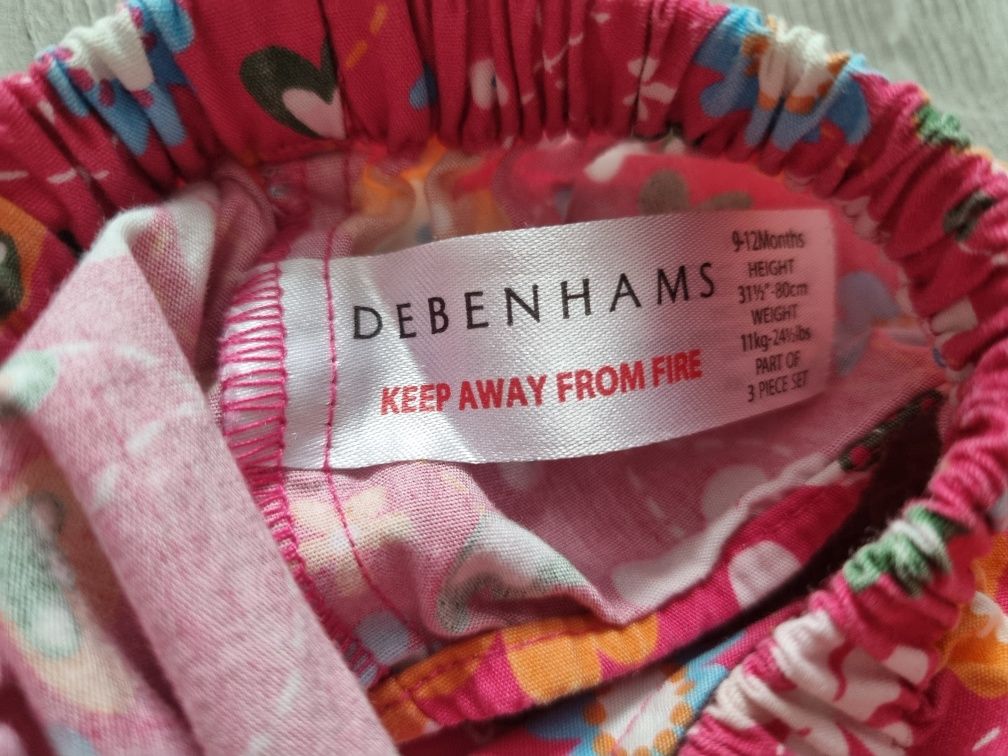 DEBENHAMS
KEEP AWAY FROM FIRE
9-12Months
HEIGHT
31½"-80cm
WEIGHT
11kg-24½lbs
PART OF
3 PIECE SET